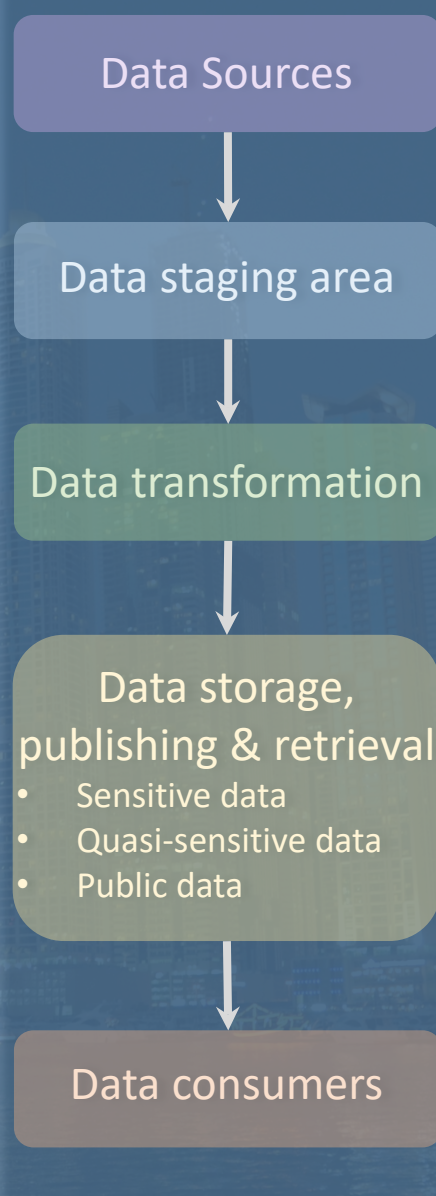 Data Sources
Data staging area
Data transformation
Data storage,
publishing & retrieval
• Sensitive data
• Quasi-sensitive data
• Public data
Data consumers